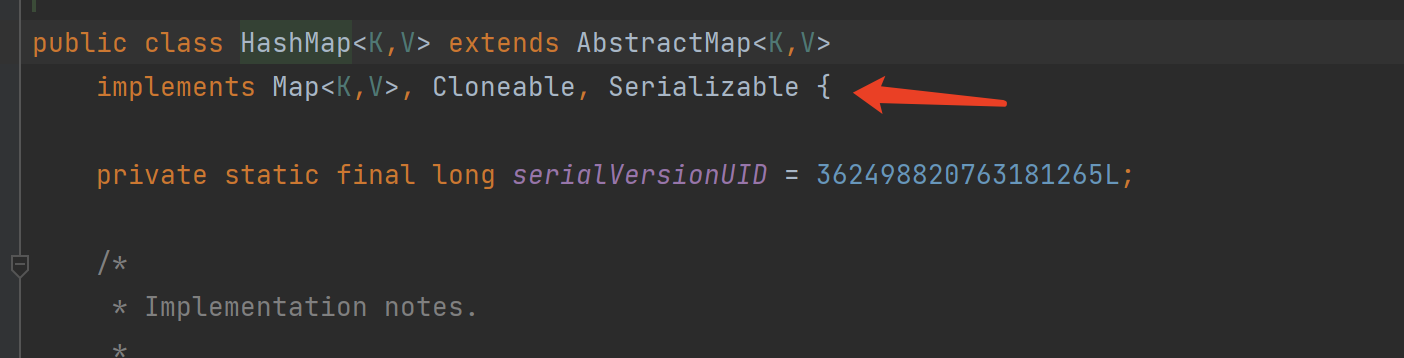 public class HashMap<K,V> extends AbstractMap<K,V>
implements Map<K,V>, Cloneable, Serializable {
private static final long serialVersionUID = 362498820763181265L;
/*
* Implementation notes.
*